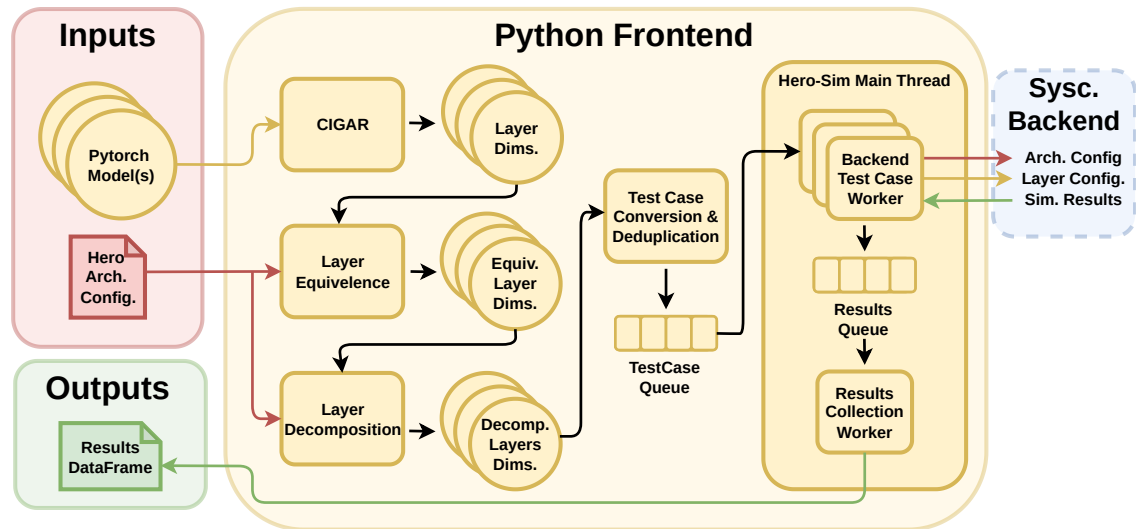 Inputs
Pytorch
Model(s)
Hero
Arch.
Config.
Outputs
Results
DataFrame
Python Frontend
CIGAR
Layer
Dims.
Layer
Equivelence
Equiv.
Layer
Dims.
Layer
Decomposition
Decomp.
Layers
Dims.
Test Case
Conversion &
Deduplication
TestCase
Queue
Hero-Sim Main Thread
Backend
Test Case
Worker
Results
Queue
Results
Collection
Worker
Sysc.
Backend
Arch. Config
Layer Config.
Sim. Results